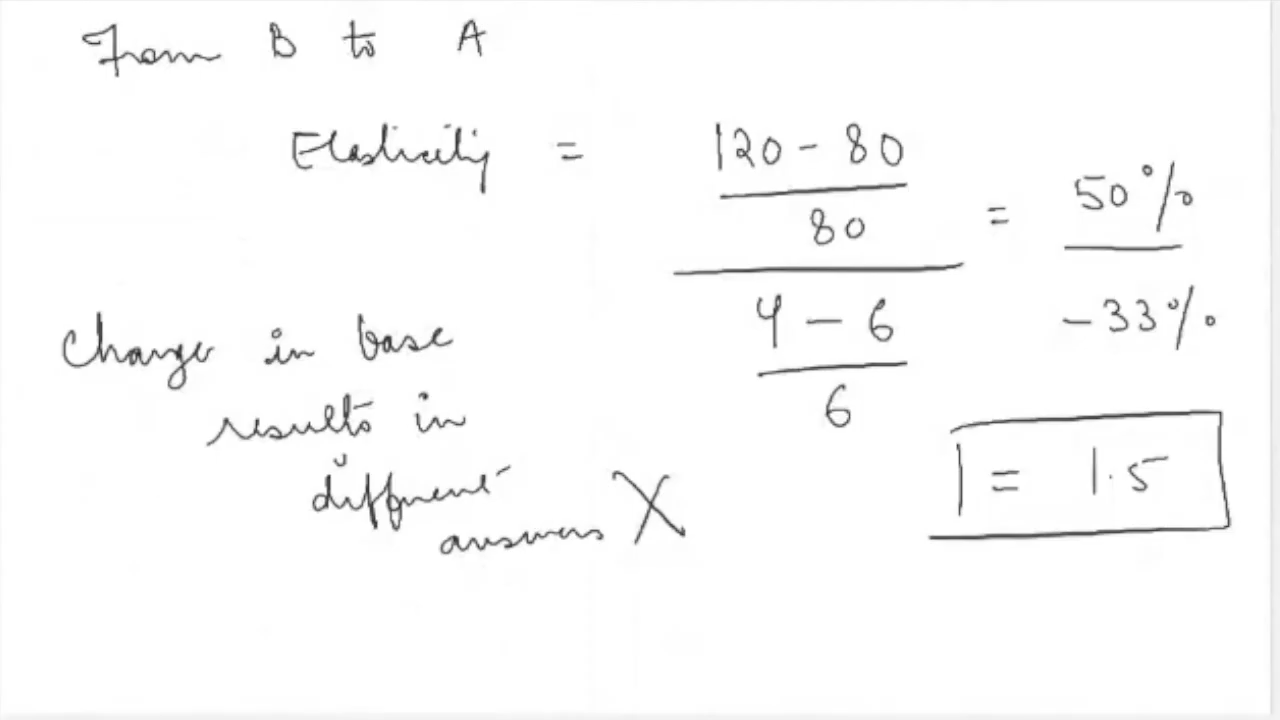 From B to A
Elasticity =
120 - 80
80
4 - 6
6
= 50%
-33%
= 1.5
Change in base
results in
different
answers X